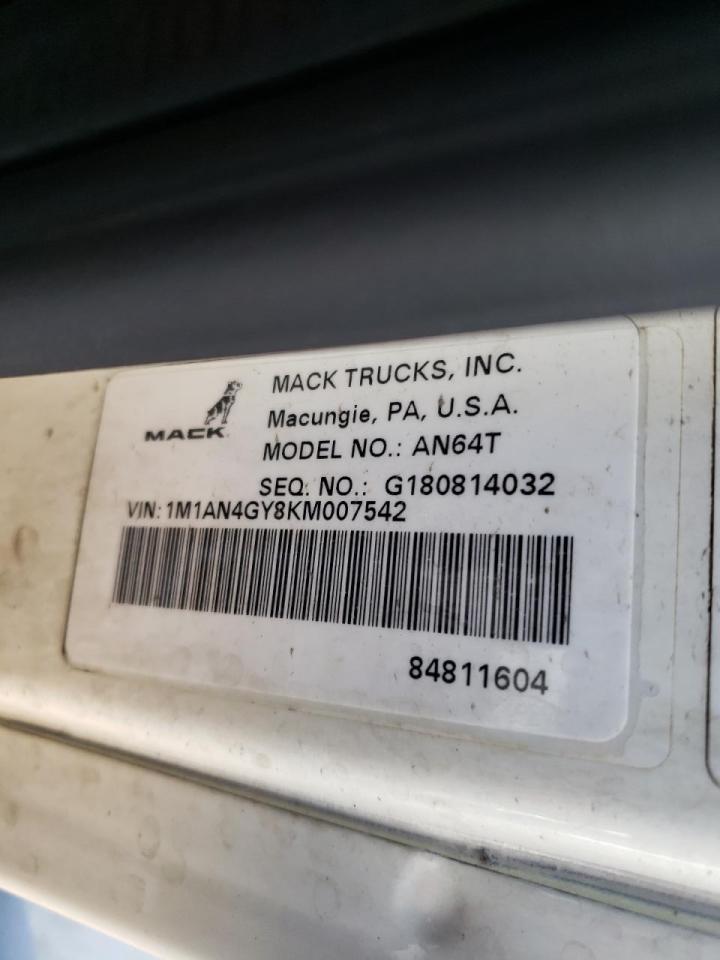 MACK
MACK TRUCKS, INC.
Macungie, PA, U.S.A.
MODEL NO.: AN64T
SEQ. NO.: G180814032
VIN: 1M1AN4GY8KM007542
84811604